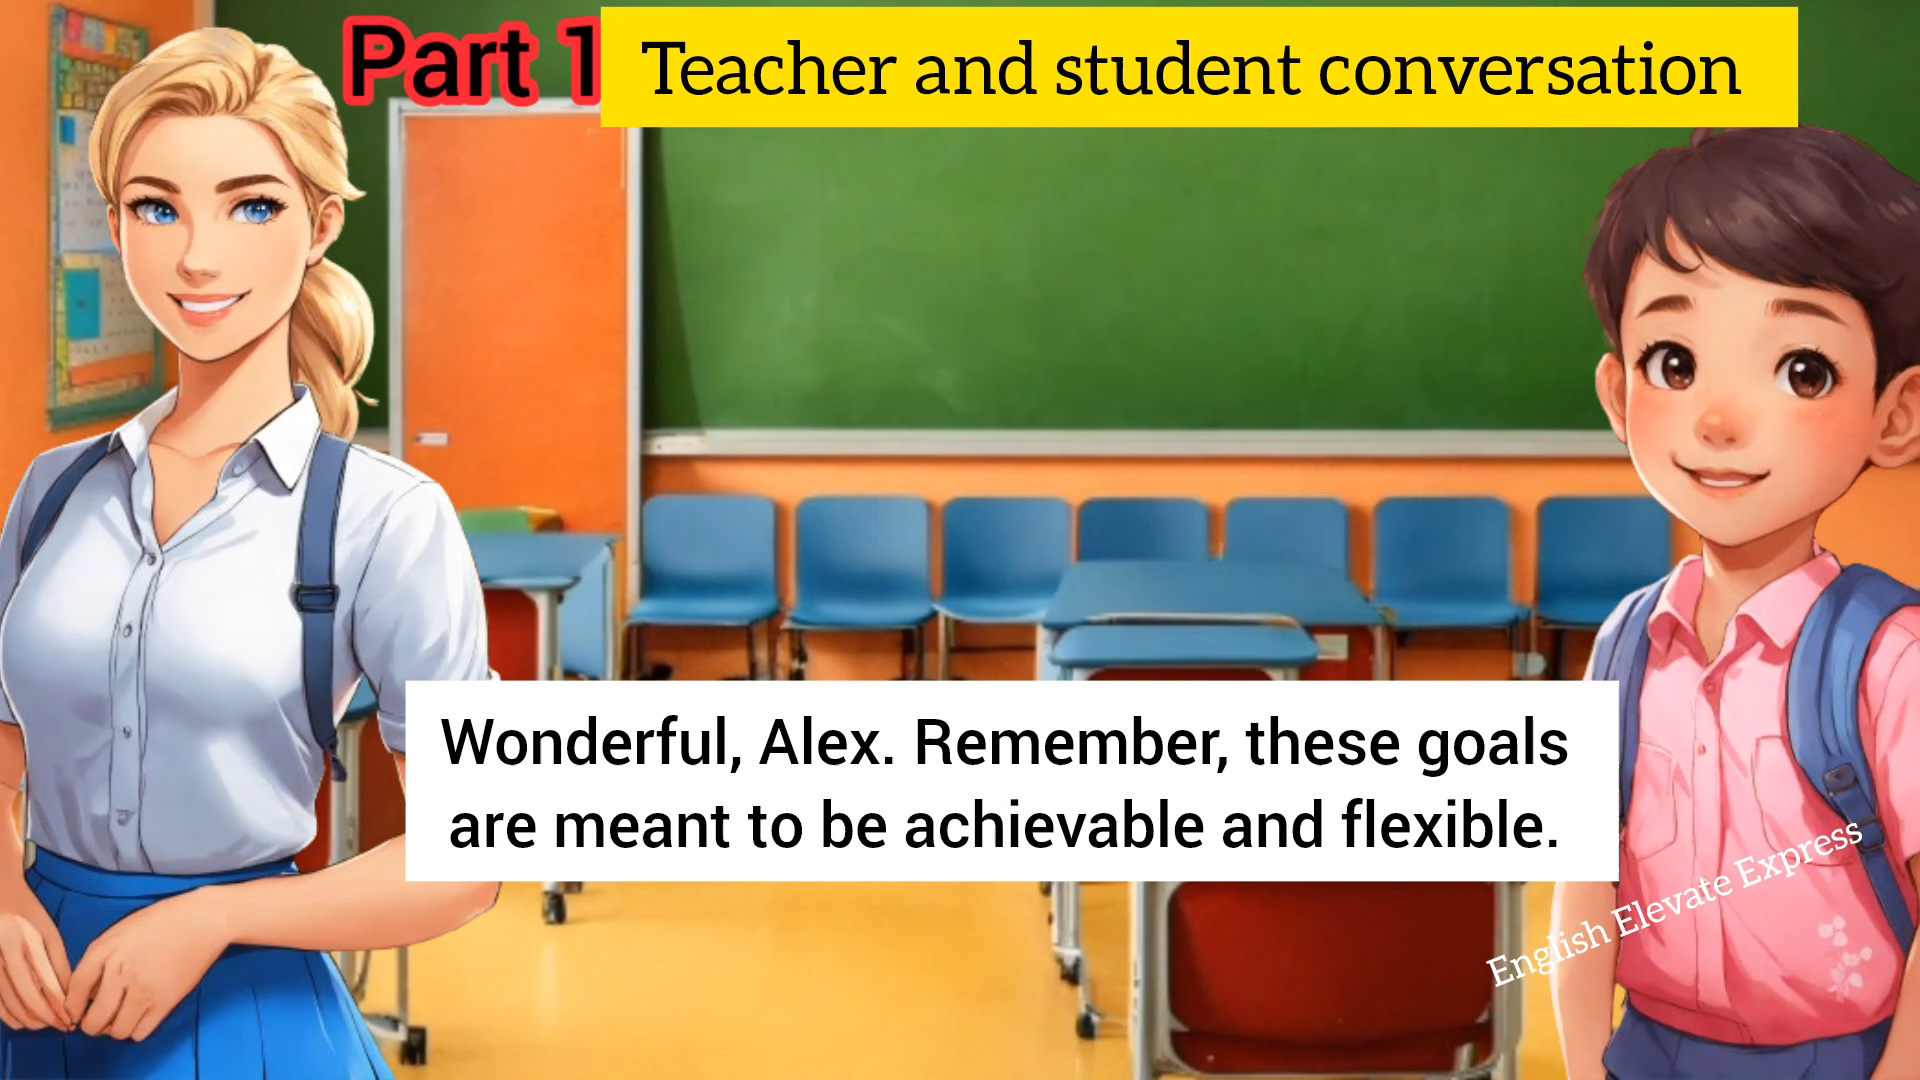 Part 1
Teacher and student conversation
Wonderful, Alex. Remember, these goals
are meant to be achievable and flexible.
English Elevate Express